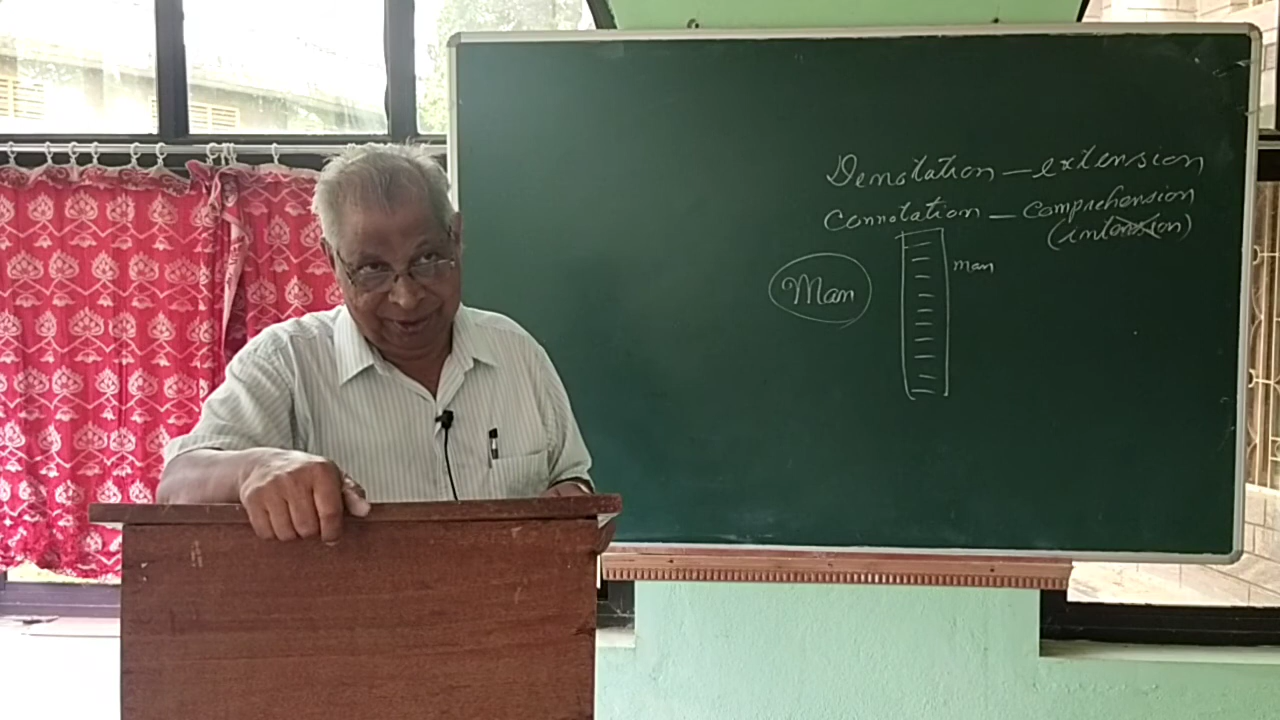 Denotation – extension
Connotation – Comprehension
(intension)
Man
man